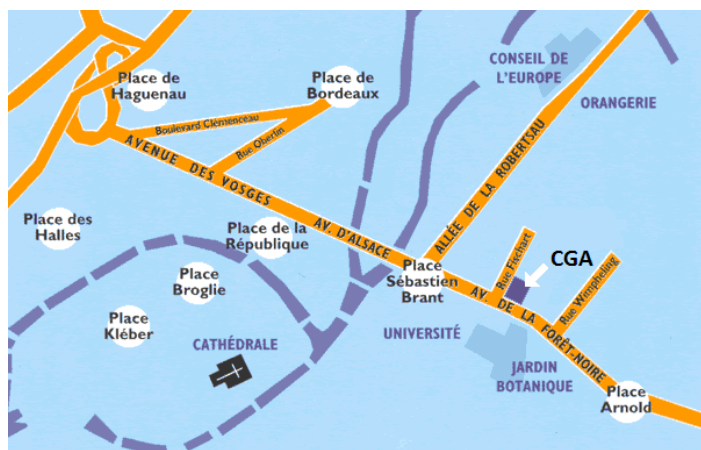 CONSEIL DE
L'EUROPE
Place de
Haguenau
Place de
Bordeaux
ORANGERIE
Boulevard Clémenceau
Rue Oberlin
AVENUE DES VOSGES
ALLÉE DE LA ROBERTSAU
Place des
Halles
Place de la
République
AV. D'ALSACE
Rue Fischart
CGA
Place
Sébastien
Brant
Place
Broglie
Rue Wimpheling
AV. DE LA FORÊT-NOIRE
Place
Kléber
UNIVERSITÉ
CATHÉDRALE
JARDIN
BOTANIQUE
Place
Arnold